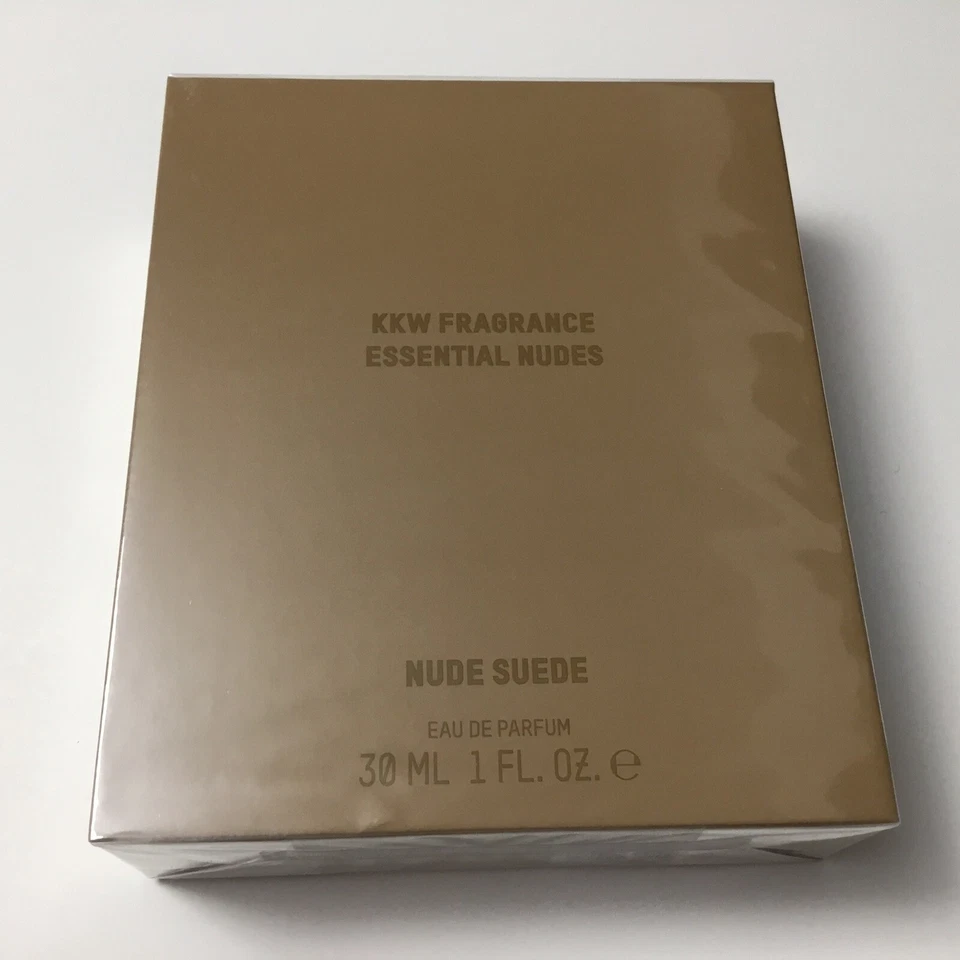 KKW FRAGRANCE
ESSENTIAL NUDES
NUDE SUEDE
EAU DE PARFUM
30 ML 1 FL. OZ. ℮